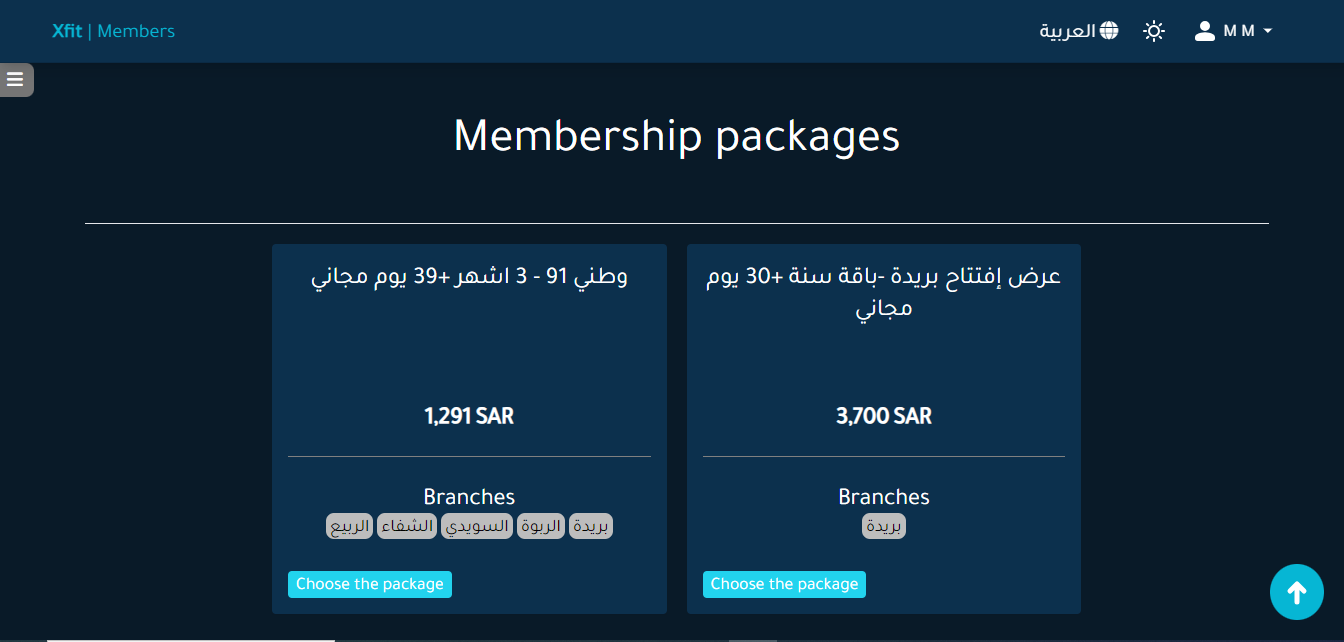 Xfit | Members
العربية
M M
Membership packages
وطني 91 - 3 اشهر +39 يوم مجاني
1,291 SAR
Branches
بريدة الربوة السويدي الشفاء الربيع
Choose the package
عرض إفتتاح بريدة -باقة سنة +30 يوم
مجاني
3,700 SAR
Branches
بريدة
Choose the package